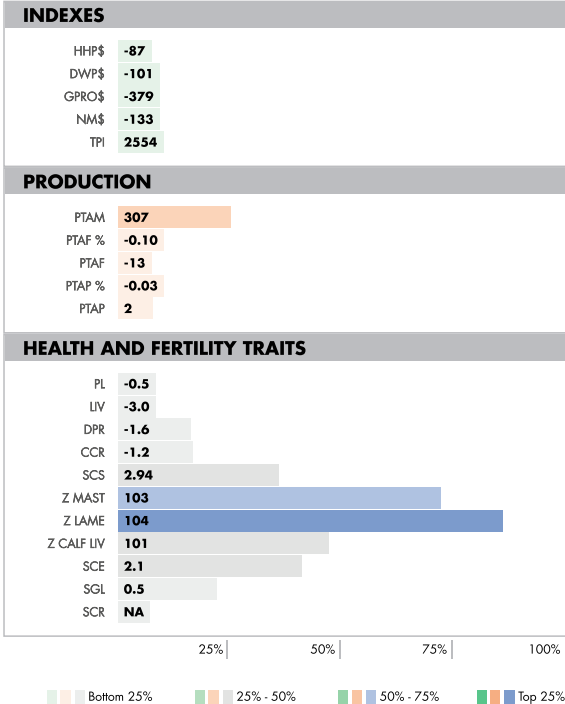 INDEXES
HHP$ -87
DWP$ -101
GPRO$ -379
NM$ -133
TPI 2554
PRODUCTION
PTAM 307
PTAF % -0.10
PTAF -13
PTAP % -0.03
PTAP 2
HEALTH AND FERTILITY TRAITS
PL -0.5
LIV -3.0
DPR -1.6
CCR -1.2
SCS 2.94
Z MAST 103
Z LAME 104
Z CALF LIV 101
SCE 2.1
SGL 0.5
SCR NA
25% 50% 75% 100%
Bottom 25% 25% - 50% 50% - 75% Top 25%